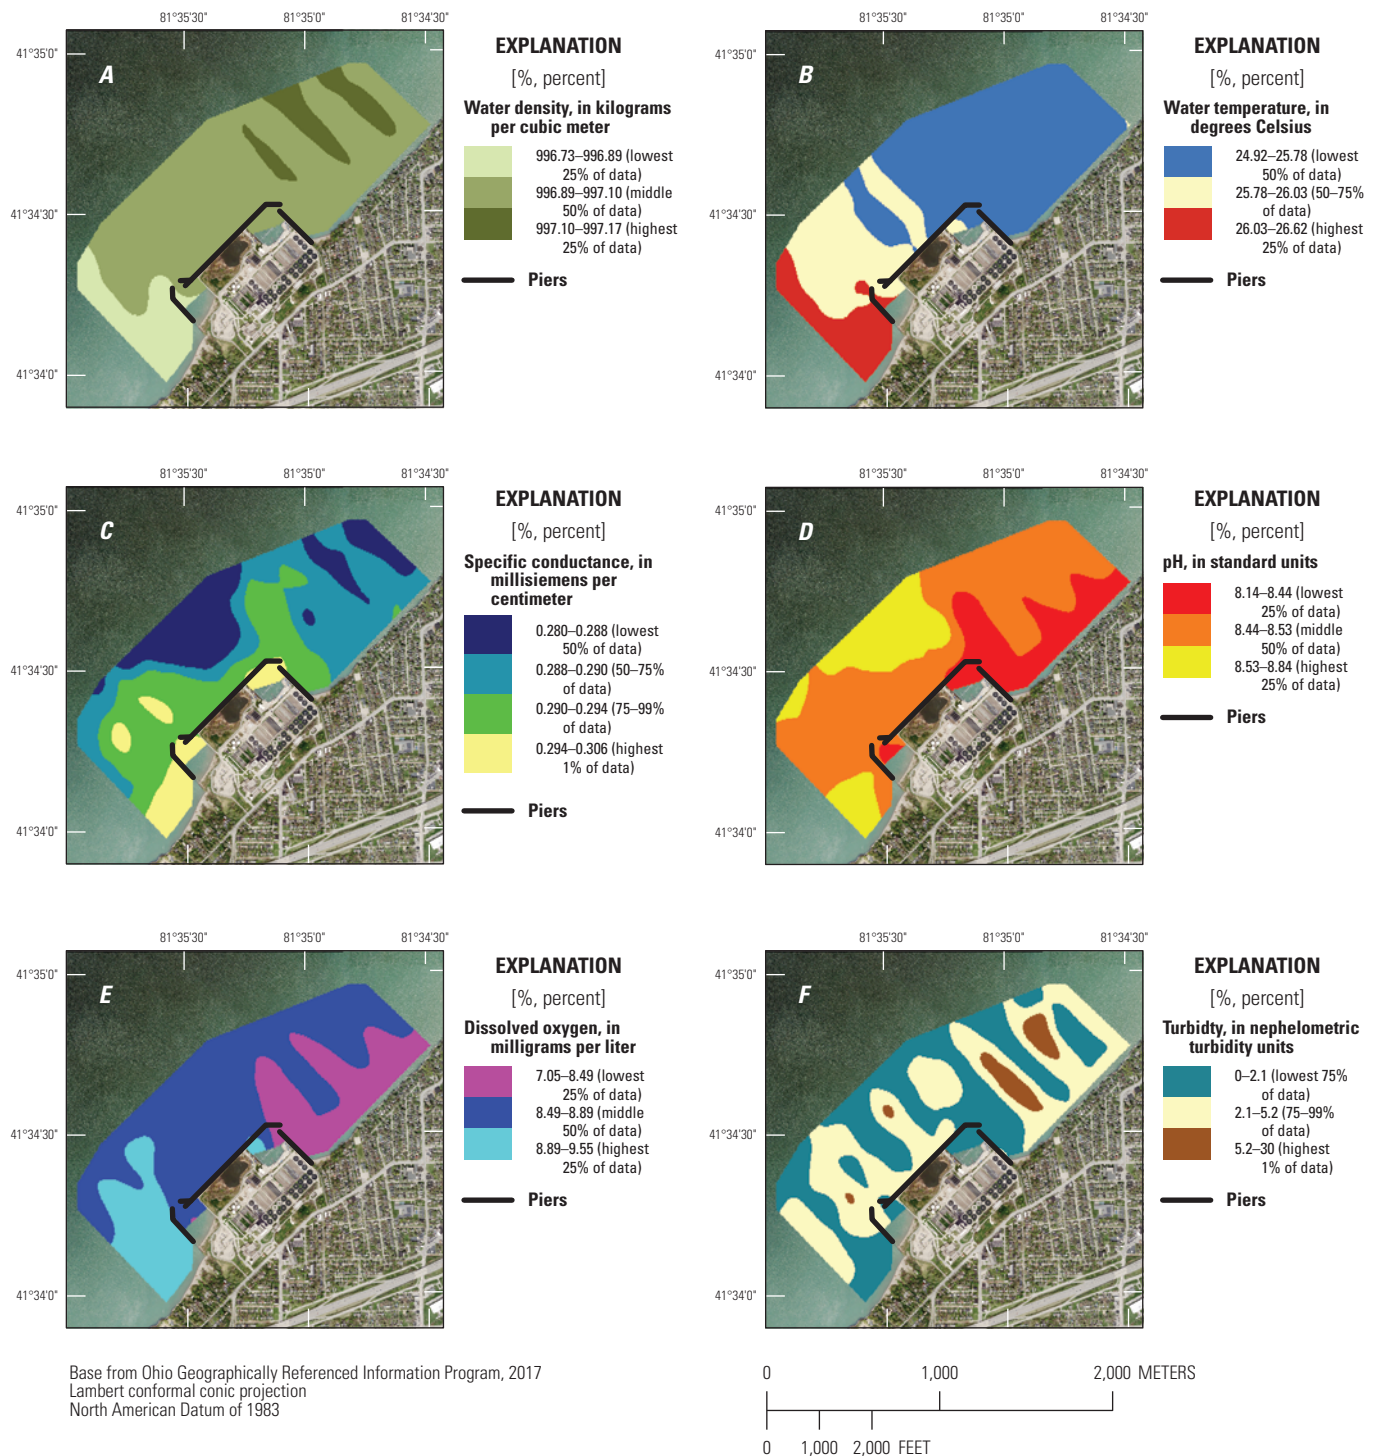 81°35'30"
81°35'0"
81°34'30"
41°35'0"
41°34'30"
41°34'0"
A
EXPLANATION
[%, percent]
Water density, in kilograms
per cubic meter
996.73–996.89 (lowest
25% of data)
996.89–997.10 (middle
50% of data)
997.10–997.17 (highest
25% of data)
Piers
81°35'30"
81°35'0"
81°34'30"
41°35'0"
41°34'30"
41°34'0"
B
EXPLANATION
[%, percent]
Water temperature, in
degrees Celsius
24.92–25.78 (lowest
50% of data)
25.78–26.03 (50–75%
of data)
26.03–26.62 (highest
25% of data)
Piers
81°35'30"
81°35'0"
81°34'30"
41°35'0"
41°34'30"
41°34'0"
C
EXPLANATION
[%, percent]
Specific conductance, in
millisiemens per
centimeter
0.280–0.288 (lowest
50% of data)
0.288–0.290 (50–75%
of data)
0.290–0.294 (75–99%
of data)
0.294–0.306 (highest
1% of data)
Piers
81°35'30"
81°35'0"
81°34'30"
41°35'0"
41°34'30"
41°34'0"
D
EXPLANATION
[%, percent]
pH, in standard units
8.14–8.44 (lowest
25% of data)
8.44–8.53 (middle
50% of data)
8.53–8.84 (highest
25% of data)
Piers
81°35'30"
81°35'0"
81°34'30"
41°35'0"
41°34'30"
41°34'0"
E
EXPLANATION
[%, percent]
Dissolved oxygen, in
milligrams per liter
7.05–8.49 (lowest
25% of data)
8.49–8.89 (middle
50% of data)
8.89–9.55 (highest
25% of data)
Piers
81°35'30"
81°35'0"
81°34'30"
41°35'0"
41°34'30"
41°34'0"
F
EXPLANATION
[%, percent]
Turbidty, in nephelometric
turbidity units
0–2.1 (lowest 75%
of data)
2.1–5.2 (75–99%
of data)
5.2–30 (highest
1% of data)
Piers
Base from Ohio Geographically Referenced Information Program, 2017
Lambert conformal conic projection
North American Datum of 1983
0 1,000 2,000 METERS
0 1,000 2,000 FEET